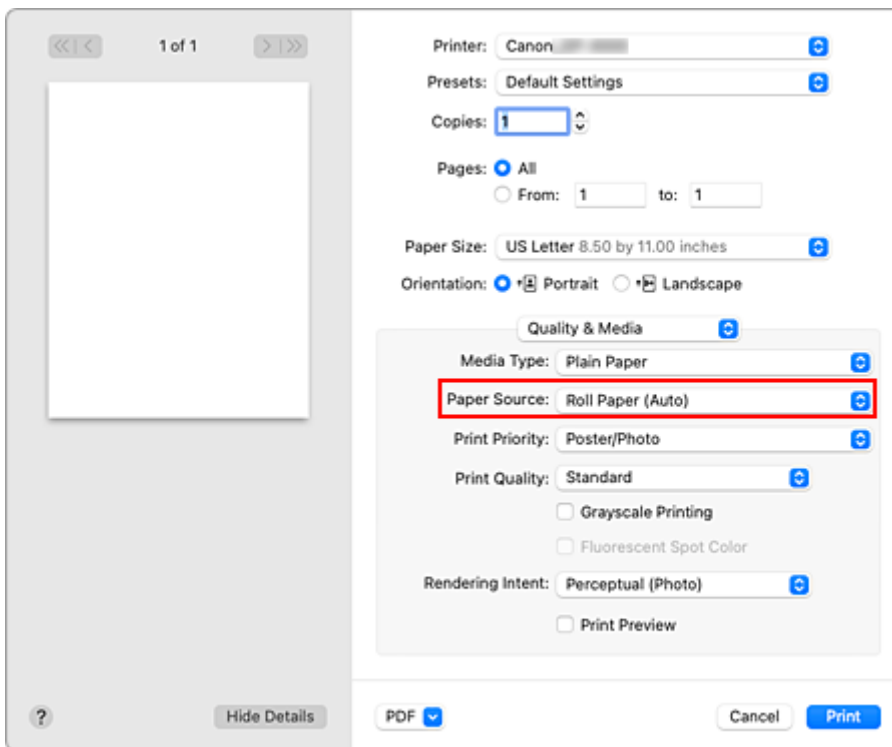 1 of 1
Printer: Canon
Presets: Default Settings
Copies: 1
Pages: All
From: 1 to: 1
Paper Size: US Letter 8.50 by 11.00 inches
Orientation: Portrait Landscape
Quality & Media
Media Type: Plain Paper
Paper Source: Roll Paper (Auto)
Print Priority: Poster/Photo
Print Quality: Standard
Grayscale Printing
Fluorescent Spot Color
Rendering Intent: Perceptual (Photo)
Print Preview
? Hide Details PDF Cancel Print